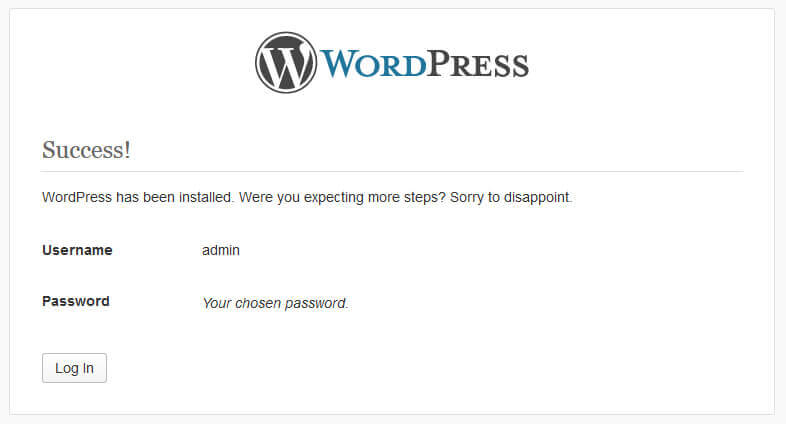 WORDPRESS
Success!
WordPress has been installed. Were you expecting more steps? Sorry to disappoint.
Username admin
Password Your chosen password.
Log In